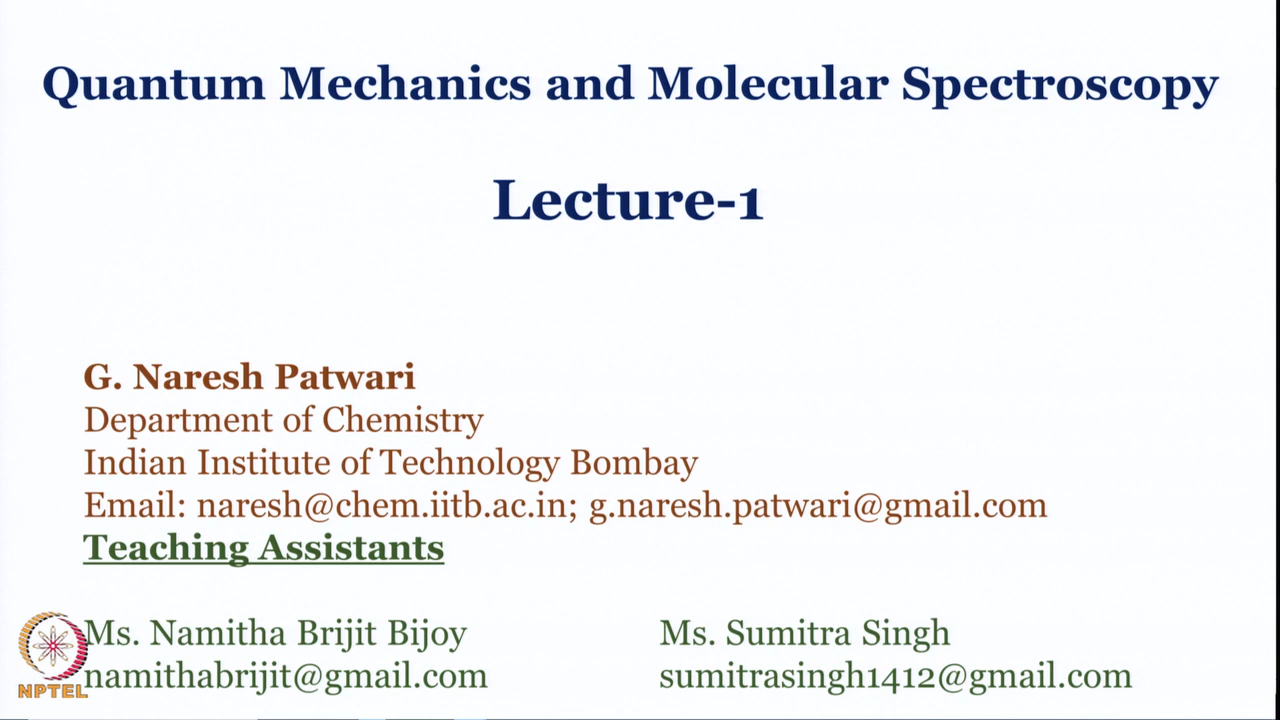 Quantum Mechanics and Molecular Spectroscopy
Lecture-1
G. Naresh Patwari
Department of Chemistry
Indian Institute of Technology Bombay
Email: naresh@chem.iitb.ac.in; g.naresh.patwari@gmail.com
Teaching Assistants
Ms. Namitha Brijit Bijoy
namithabrijit@gmail.com
Ms. Sumitra Singh
sumitrasingh1412@gmail.com
NPTEL